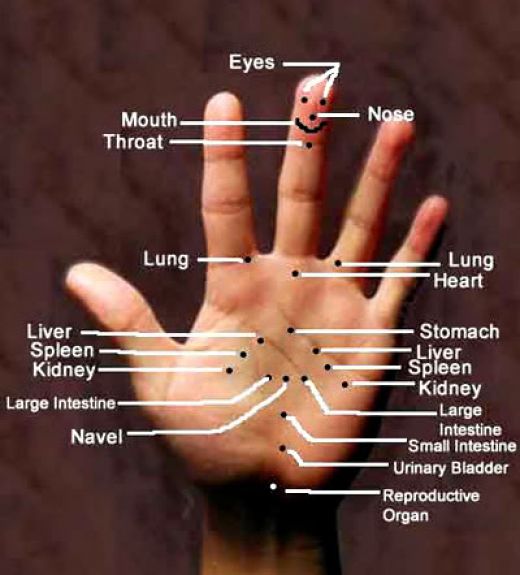 Eyes
Mouth
Nose
Throat
Lung
Lung
Heart
Liver
Stomach
Spleen
Liver
Kidney
Spleen
Kidney
Large Intestine
Large
Intestine
Navel
Small Intestine
Urinary Bladder
Reproductive
Organ